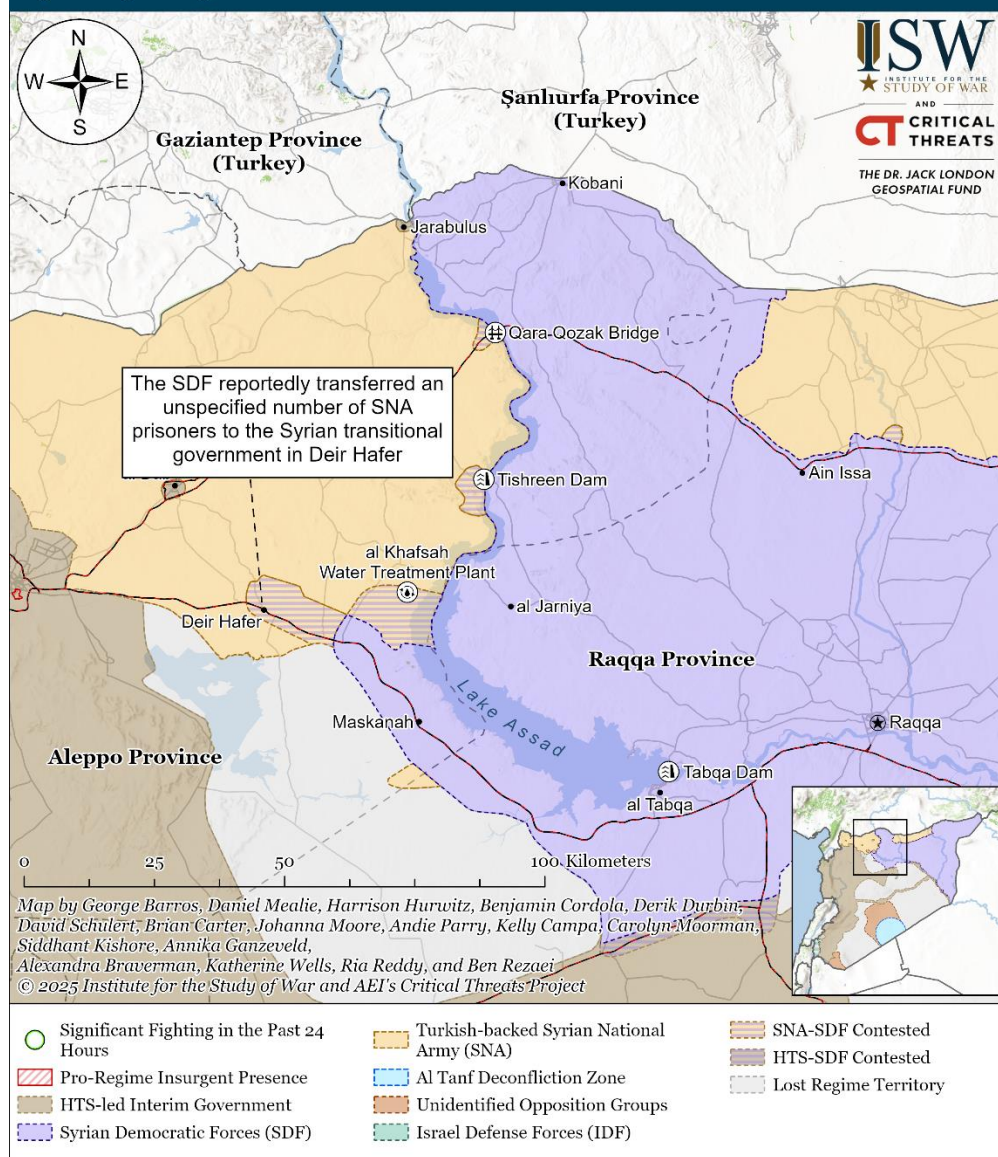 N
W E
S
ISW
INSTITUTE FOR THE
STUDY OF WAR
AND
CT CRITICAL
THREATS
THE DR. JACK LONDON
GEOSPATIAL FUND
Şanlıurfa Province
(Turkey)
Gaziantep Province
(Turkey)
Kobani
Jarabulus
Qara-Qozak Bridge
The SDF reportedly transferred an
unspecified number of SNA
prisoners to the Syrian transitional
government in Deir Hafer
Tishreen Dam
Ain Issa
al Khafsah
Water Treatment Plant
Deir Hafer
al Jarniya
Raqqa Province
Lake Assad
Maskanah
Raqqa
Aleppo Province
Tabqa Dam
al Tabqa
0 25 50 100 Kilometers
Map by George Barros, Daniel Mealie, Harrison Hurwitz, Benjamin Cordola, Derik Durbin,
David Schulert, Brian Carter, Johanna Moore, Andie Parry, Kelly Campa, Carolyn Moorman,
Siddhant Kishore, Annika Ganzeveld,
Alexandra Braverman, Katherine Wells, Ria Reddy, and Ben Rezaei
© 2025 Institute for the Study of War and AEI's Critical Threats Project
Significant Fighting in the Past 24
Hours
Pro-Regime Insurgent Presence
HTS-led Interim Government
Syrian Democratic Forces (SDF)
Turkish-backed Syrian National
Army (SNA)
Al Tanf Deconfliction Zone
Unidentified Opposition Groups
Israel Defense Forces (IDF)
SNA-SDF Contested
HTS-SDF Contested
Lost Regime Territory